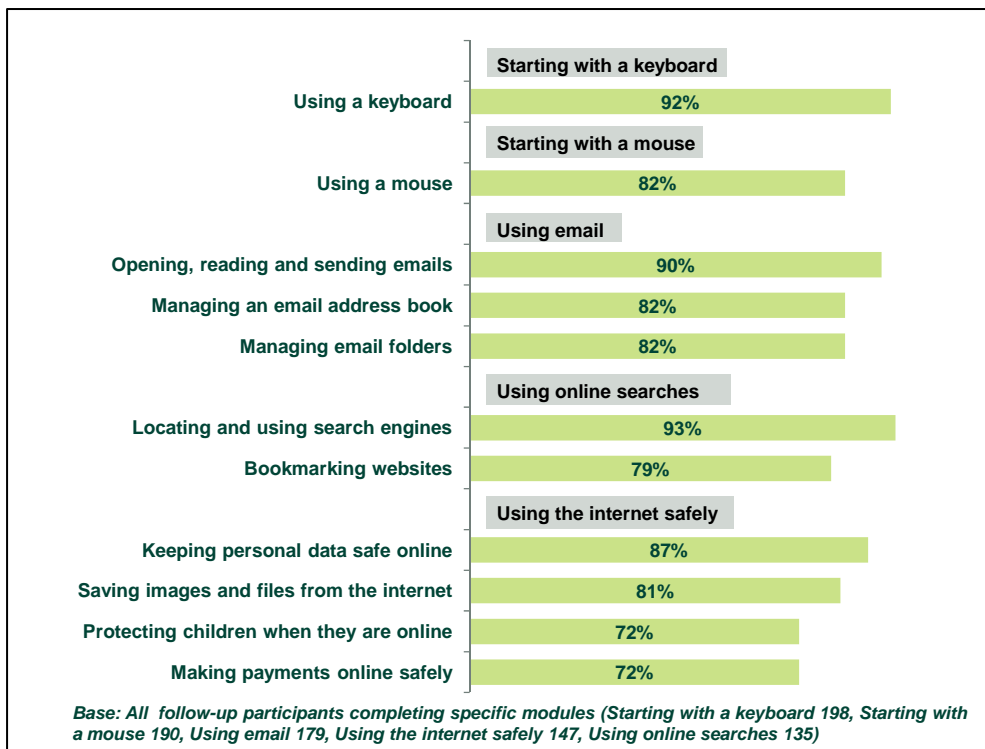 Starting with a keyboard
Using a keyboard 92%
Starting with a mouse
Using a mouse 82%
Using email
Opening, reading and sending emails 90%
Managing an email address book 82%
Managing email folders 82%
Using online searches
Locating and using search engines 93%
Bookmarking websites 79%
Using the internet safely
Keeping personal data safe online 87%
Saving images and files from the internet 81%
Protecting children when they are online 72%
Making payments online safely 72%
Base: All follow-up participants completing specific modules (Starting with a keyboard 198, Starting with
a mouse 190, Using email 179, Using the internet safely 147, Using online searches 135)